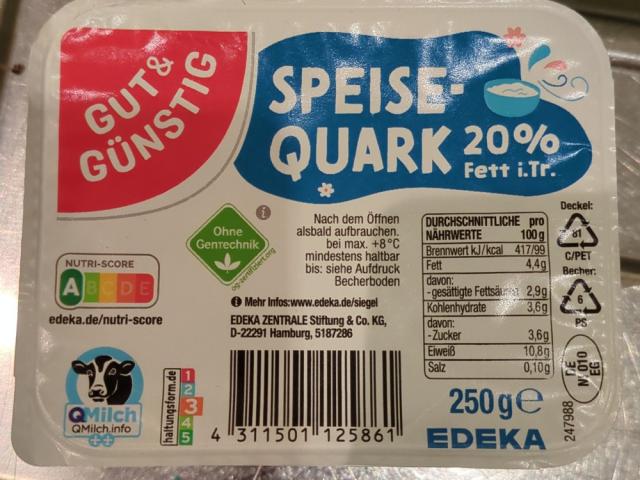 GUT&
GÜNSTIG
SPEISE-
QUARK 20%
Fett i.Tr.
NUTRI-SCORE
A B C D E
edeka.de/nutri-score
Ohne
Gentechnik
og-zertifiziert.org
i
Nach dem Öffnen
alsbald aufbrauchen.
bei max. +8°C
mindestens haltbar
bis: siehe Aufdruck
Becherboden
i Mehr Infos:www.edeka.de/siegel
EDEKA ZENTRALE Stiftung & Co. KG,
D-22291 Hamburg, 5187286
DURCHSCHNITTLICHE pro
NÄHRWERTE 100 g
Brennwert kJ/kcal 417/99
Fett 4,4g
davon:
-gesättigte Fettsäuren 2,9g
Kohlenhydrate 3,6g
davon:
-Zucker 3,6g
Eiweiß 10,8g
Salz 0,10g
Deckel:
81
C/PET
Becher:
6
PS
DE
NI 010
EG
247988
QMilch
QMilch.info
++
haltungsform.de
1
2
3
4
5
4 311501 125861
250 g e
EDEKA